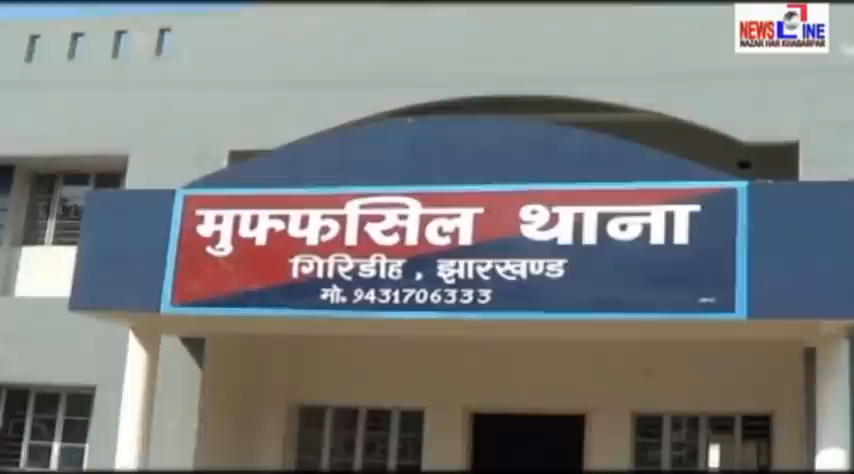 NEWS LINE
NAZAR HAR KHABAR PAR
मुफ्फसिल थाना
गिरिडीह , झारखण्ड
मो. 9431706333